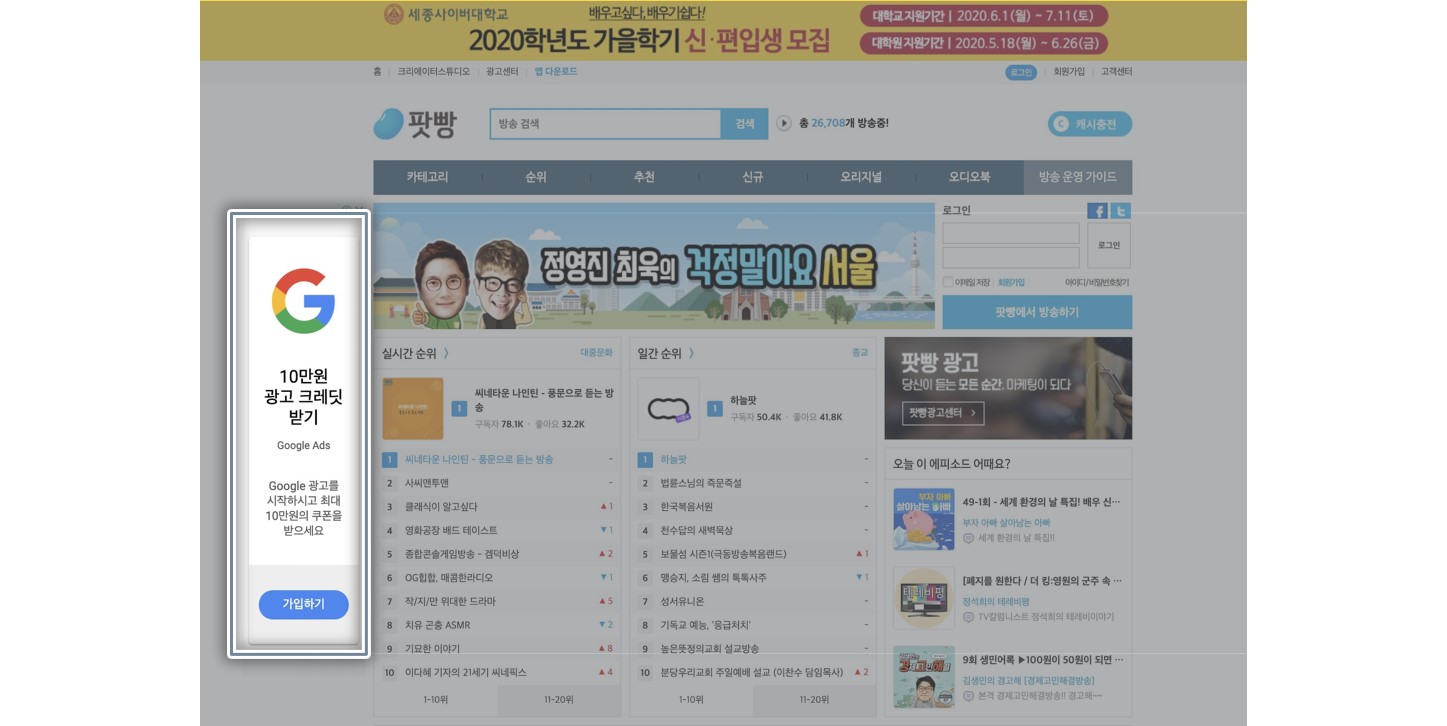 세종사이버대학교
배우고싶다, 배우기쉽다!
2020학년도 가을학기 신·편입생 모집
대학교 지원기간 | 2020.6.1(월) ~ 7.11(토)
대학원 지원기간 | 2020.5.18(월) ~ 6.26(금)
홈 크리에이터스튜디오 광고센터 앱 다운로드
로그인 회원가입 고객센터
팟빵
방송 검색 검색
총 26,708개 방송중!
C 캐시충전
카테고리 순위 추천 신규 오리지널 오디오북 방송 운영 가이드
G
10만원
광고 크레딧
받기
Google Ads
Google 광고를
시작하시고 최대
10만원의 쿠폰을
받으세요
가입하기
정영진 최욱의 걱정말아요 서울
로그인
로그인
이메일 저장 회원가입 아이디/비밀번호찾기
팟빵에서 방송하기
실시간 순위 〉 대중문화
1 씨네타운 나인틴 - 풍문으로 듣는 방
송
구독자 78.1K · 좋아요 32.2K
1 씨네타운 나인틴 - 풍문으로 듣는 방송 -
2 사씨맨투맨 -
3 클래식이 알고싶다 ▲1
4 영화공장 배드 테이스트 ▼1
5 종합콘솔게임방송 - 겜덕비상 ▲2
6 OG힙합, 매콤한라디오 ▼1
7 작/지/만 위대한 드라마 ▲5
8 치유 곤충 ASMR ▼2
9 기묘한 이야기 ▲8
10 이다혜 기자의 21세기 씨네픽스 ▲4
1-10위 11-20위
일간 순위 〉 종교
1 하늘팟
구독자 50.4K · 좋아요 41.8K
1 하늘팟 -
2 법륜스님의 즉문즉설 -
3 한국복음서원 -
4 천수답의 새벽묵상 -
5 보물섬 시즌1(극동방송복음랜드) ▲1
6 맹승지, 소림 쌤의 톡톡사주 ▼1
7 성서유니온 -
8 기독교 예능, '응급처치' -
9 높은뜻정의교회 설교방송 -
10 분당우리교회 주일예배 설교 (이찬수 담임목사) ▲2
1-10위 11-20위
팟빵 광고
당신이 듣는 모든 순간, 마케팅이 되다
팟빵광고센터 >
오늘 이 에피소드 어때요?
부자 아빠
살아남는 아빠
49-1회 - 세계 환경의 날 특집! 배우 신…
부자 아빠 살아남는 아빠
세계 환경의 날 특집!!
테레비평
[폐지를 원한다 / 더 킹:영원의 군주 속 …
정석희의 테레비평
TV칼럼니스트 정석희의 테레비이야기
9회 생민어록 ▶100원이 50원이 되면 …
김생민의 경고해 [경제고민해결방송]
본격 경제고민해결방송!! 경고해~~